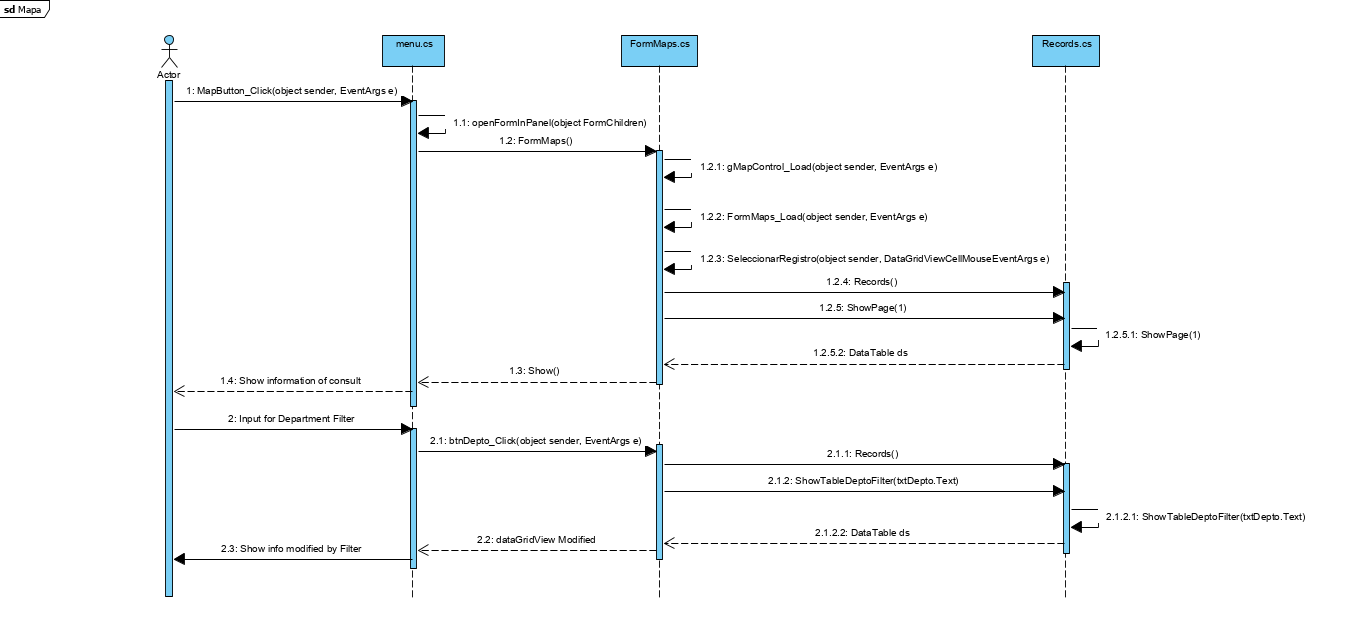 sd Mapa
menu.cs
FormMaps.cs
Records.cs
Actor
1: MapButton_Click(object sender, EventArgs e)
1.1: openFormInPanel(object FormChildren)
1.2: FormMaps()
1.2.1: gMapControl_Load(object sender, EventArgs e)
1.2.2: FormMaps_Load(object sender, EventArgs e)
1.2.3: SeleccionarRegistro(object sender, DataGridViewCellMouseEventArgs e)
1.2.4: Records()
1.2.5: ShowPage(1)
1.2.5.1: ShowPage(1)
1.2.5.2: DataTable ds
1.3: Show()
1.4: Show information of consult
2: Input for Department Filter
2.1: btnDepto_Click(object sender, EventArgs e)
2.1.1: Records()
2.1.2: ShowTableDeptoFilter(txtDepto.Text)
2.1.2.1: ShowTableDeptoFilter(txtDepto.Text)
2.1.2.2: DataTable ds
2.2: dataGridView Modified
2.3: Show info modified by Filter